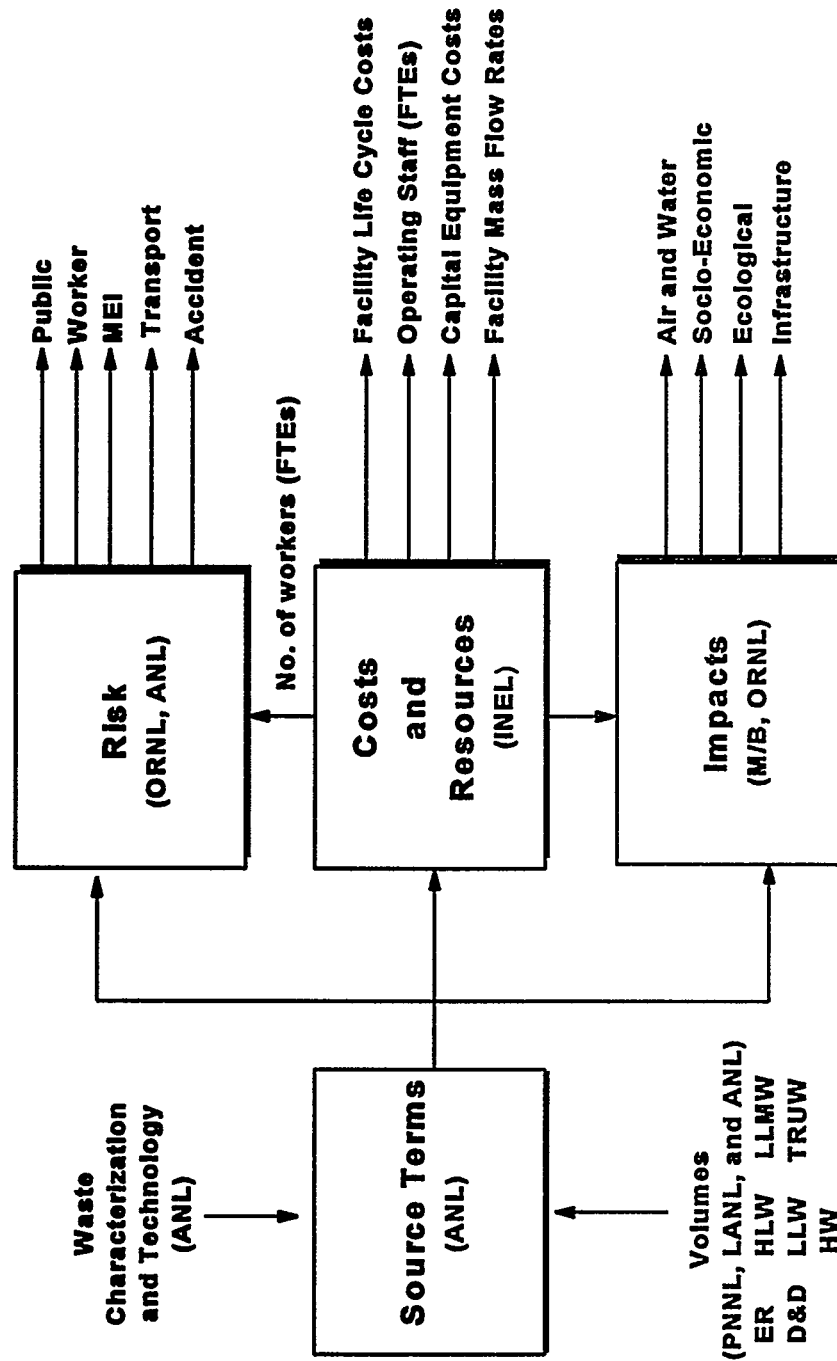 Waste
Characterization
and Technology
(ANL)
Source Terms
(ANL)
Volumes
(PNNL, LANL, and ANL)
ER HLW LLMW
D&D LLW TRUW
HW
Risk
(ORNL, ANL)
Public
Worker
MEI
Transport
Accident
No. of workers (FTEs)
Costs
and
Resources
(INEL)
Facility Life Cycle Costs
Operating Staff (FTEs)
Capital Equipment Costs
Facility Mass Flow Rates
Impacts
(M/B, ORNL)
Air and Water
Socio-Economic
Ecological
Infrastructure